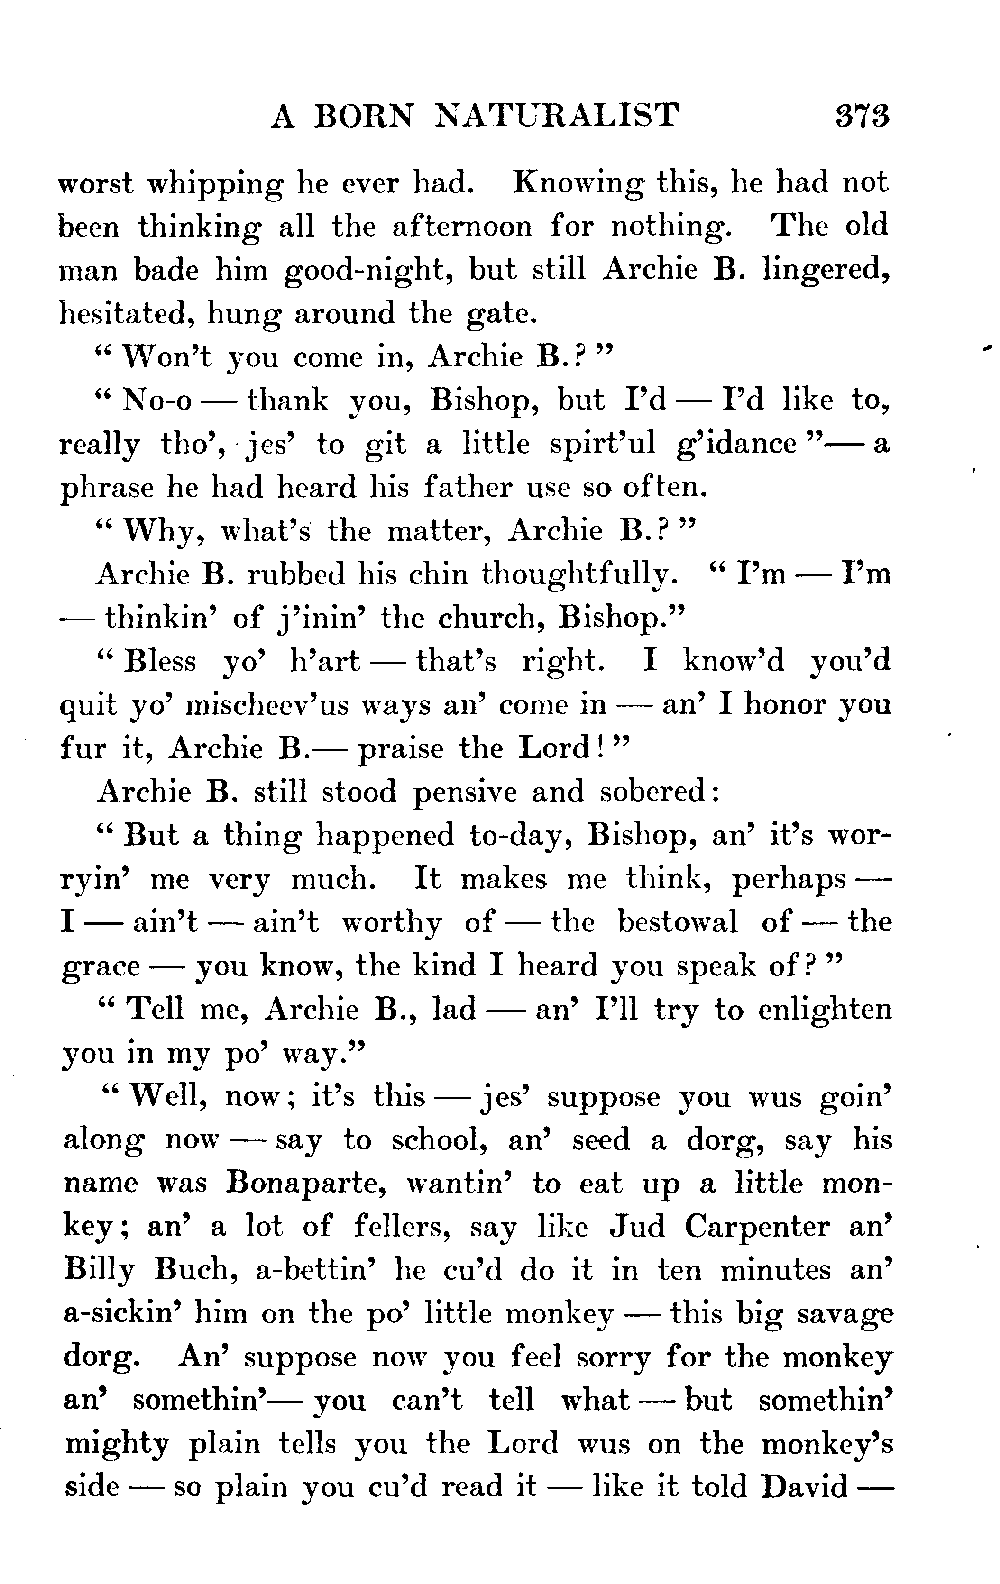 A BORN NATURALIST 373
worst whipping he ever had. Knowing this, he had not
been thinking all the afternoon for nothing. The old
man bade him good-night, but still Archie B. lingered,
hesitated, hung around the gate.
“ Won’t you come in, Archie B.? ”
“ No-o — thank you, Bishop, but I’d — I’d like to,
really tho’, jes’ to git a little spirt’ul g’idance ”— a
phrase he had heard his father use so often.
“ Why, what’s the matter, Archie B.? ”
Archie B. rubbed his chin thoughtfully. “ I’m — I’m
— thinkin’ of j’inin’ the church, Bishop.”
“ Bless yo’ h’art — that’s right. I know’d you’d
quit yo’ mischeev’us ways an’ come in — an’ I honor you
fur it, Archie B.— praise the Lord! ”
Archie B. still stood pensive and sobered:
“ But a thing happened to-day, Bishop, an’ it’s wor-
ryin’ me very much. It makes me think, perhaps —
I — ain’t — ain’t worthy of — the bestowal of — the
grace — you know, the kind I heard you speak of? ”
“ Tell me, Archie B., lad — an’ I’ll try to enlighten
you in my po’ way.”
“ Well, now; it’s this — jes’ suppose you wus goin’
along now — say to school, an’ seed a dorg, say his
name was Bonaparte, wantin’ to eat up a little mon-
key; an’ a lot of fellers, say like Jud Carpenter an’
Billy Buch, a-bettin’ he cu’d do it in ten minutes an’
a-sickin’ him on the po’ little monkey — this big savage
dorg. An’ suppose now you feel sorry for the monkey
an’ somethin’— you can’t tell what — but somethin’
mighty plain tells you the Lord wus on the monkey’s
side — so plain you cu’d read it — like it told David —